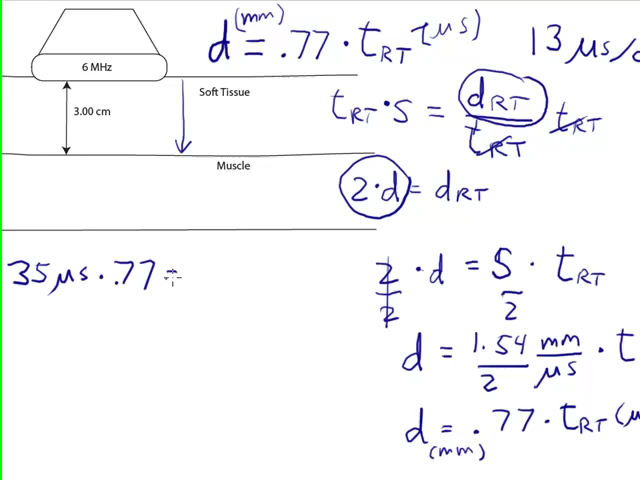 d (mm) = .77 · tRT (μs)
13 μs/
6 MHz
Soft Tissue
3.00 cm
tRT · S = dRT / tRT tRT
Muscle
2 · d = dRT
35 μs · .77 =
2/2 · d = S/2 · tRT
d = 1.54/2 mm/μs · t
d (mm) = .77 · tRT (μ